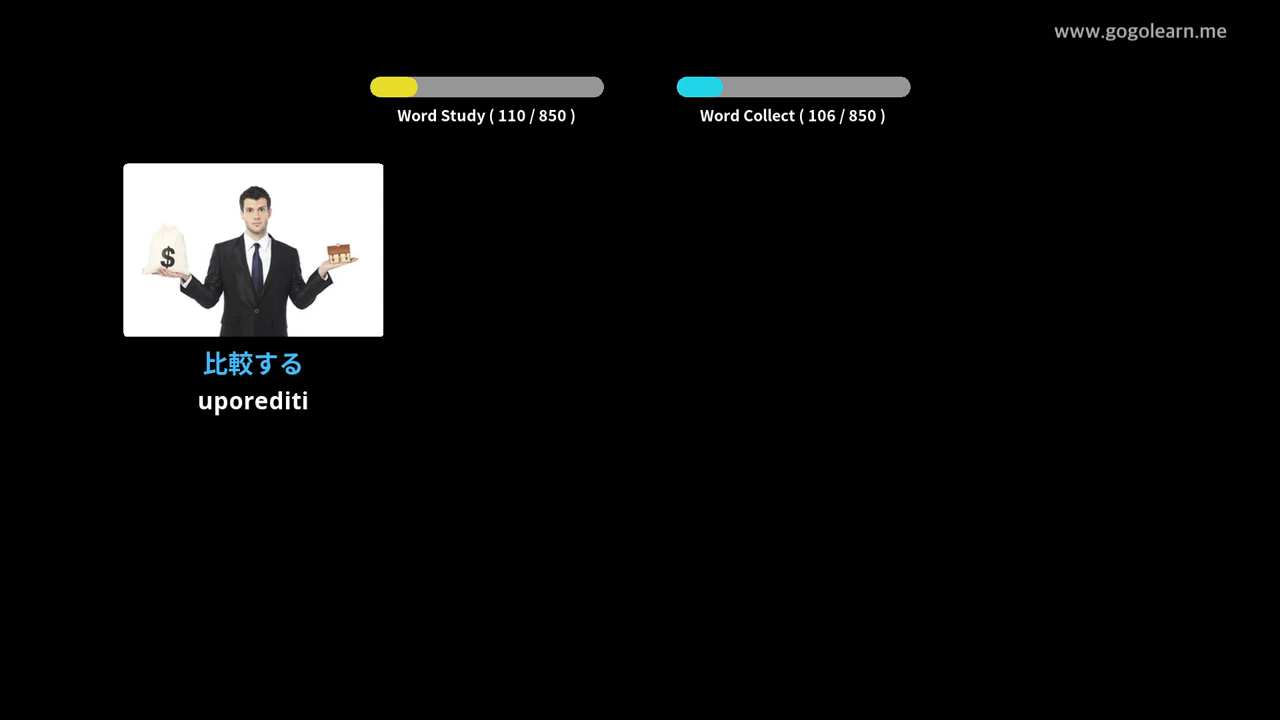 www.gogolearn.me
Word Study ( 110 / 850 )
Word Collect ( 106 / 850 )
$
比較する
uporediti